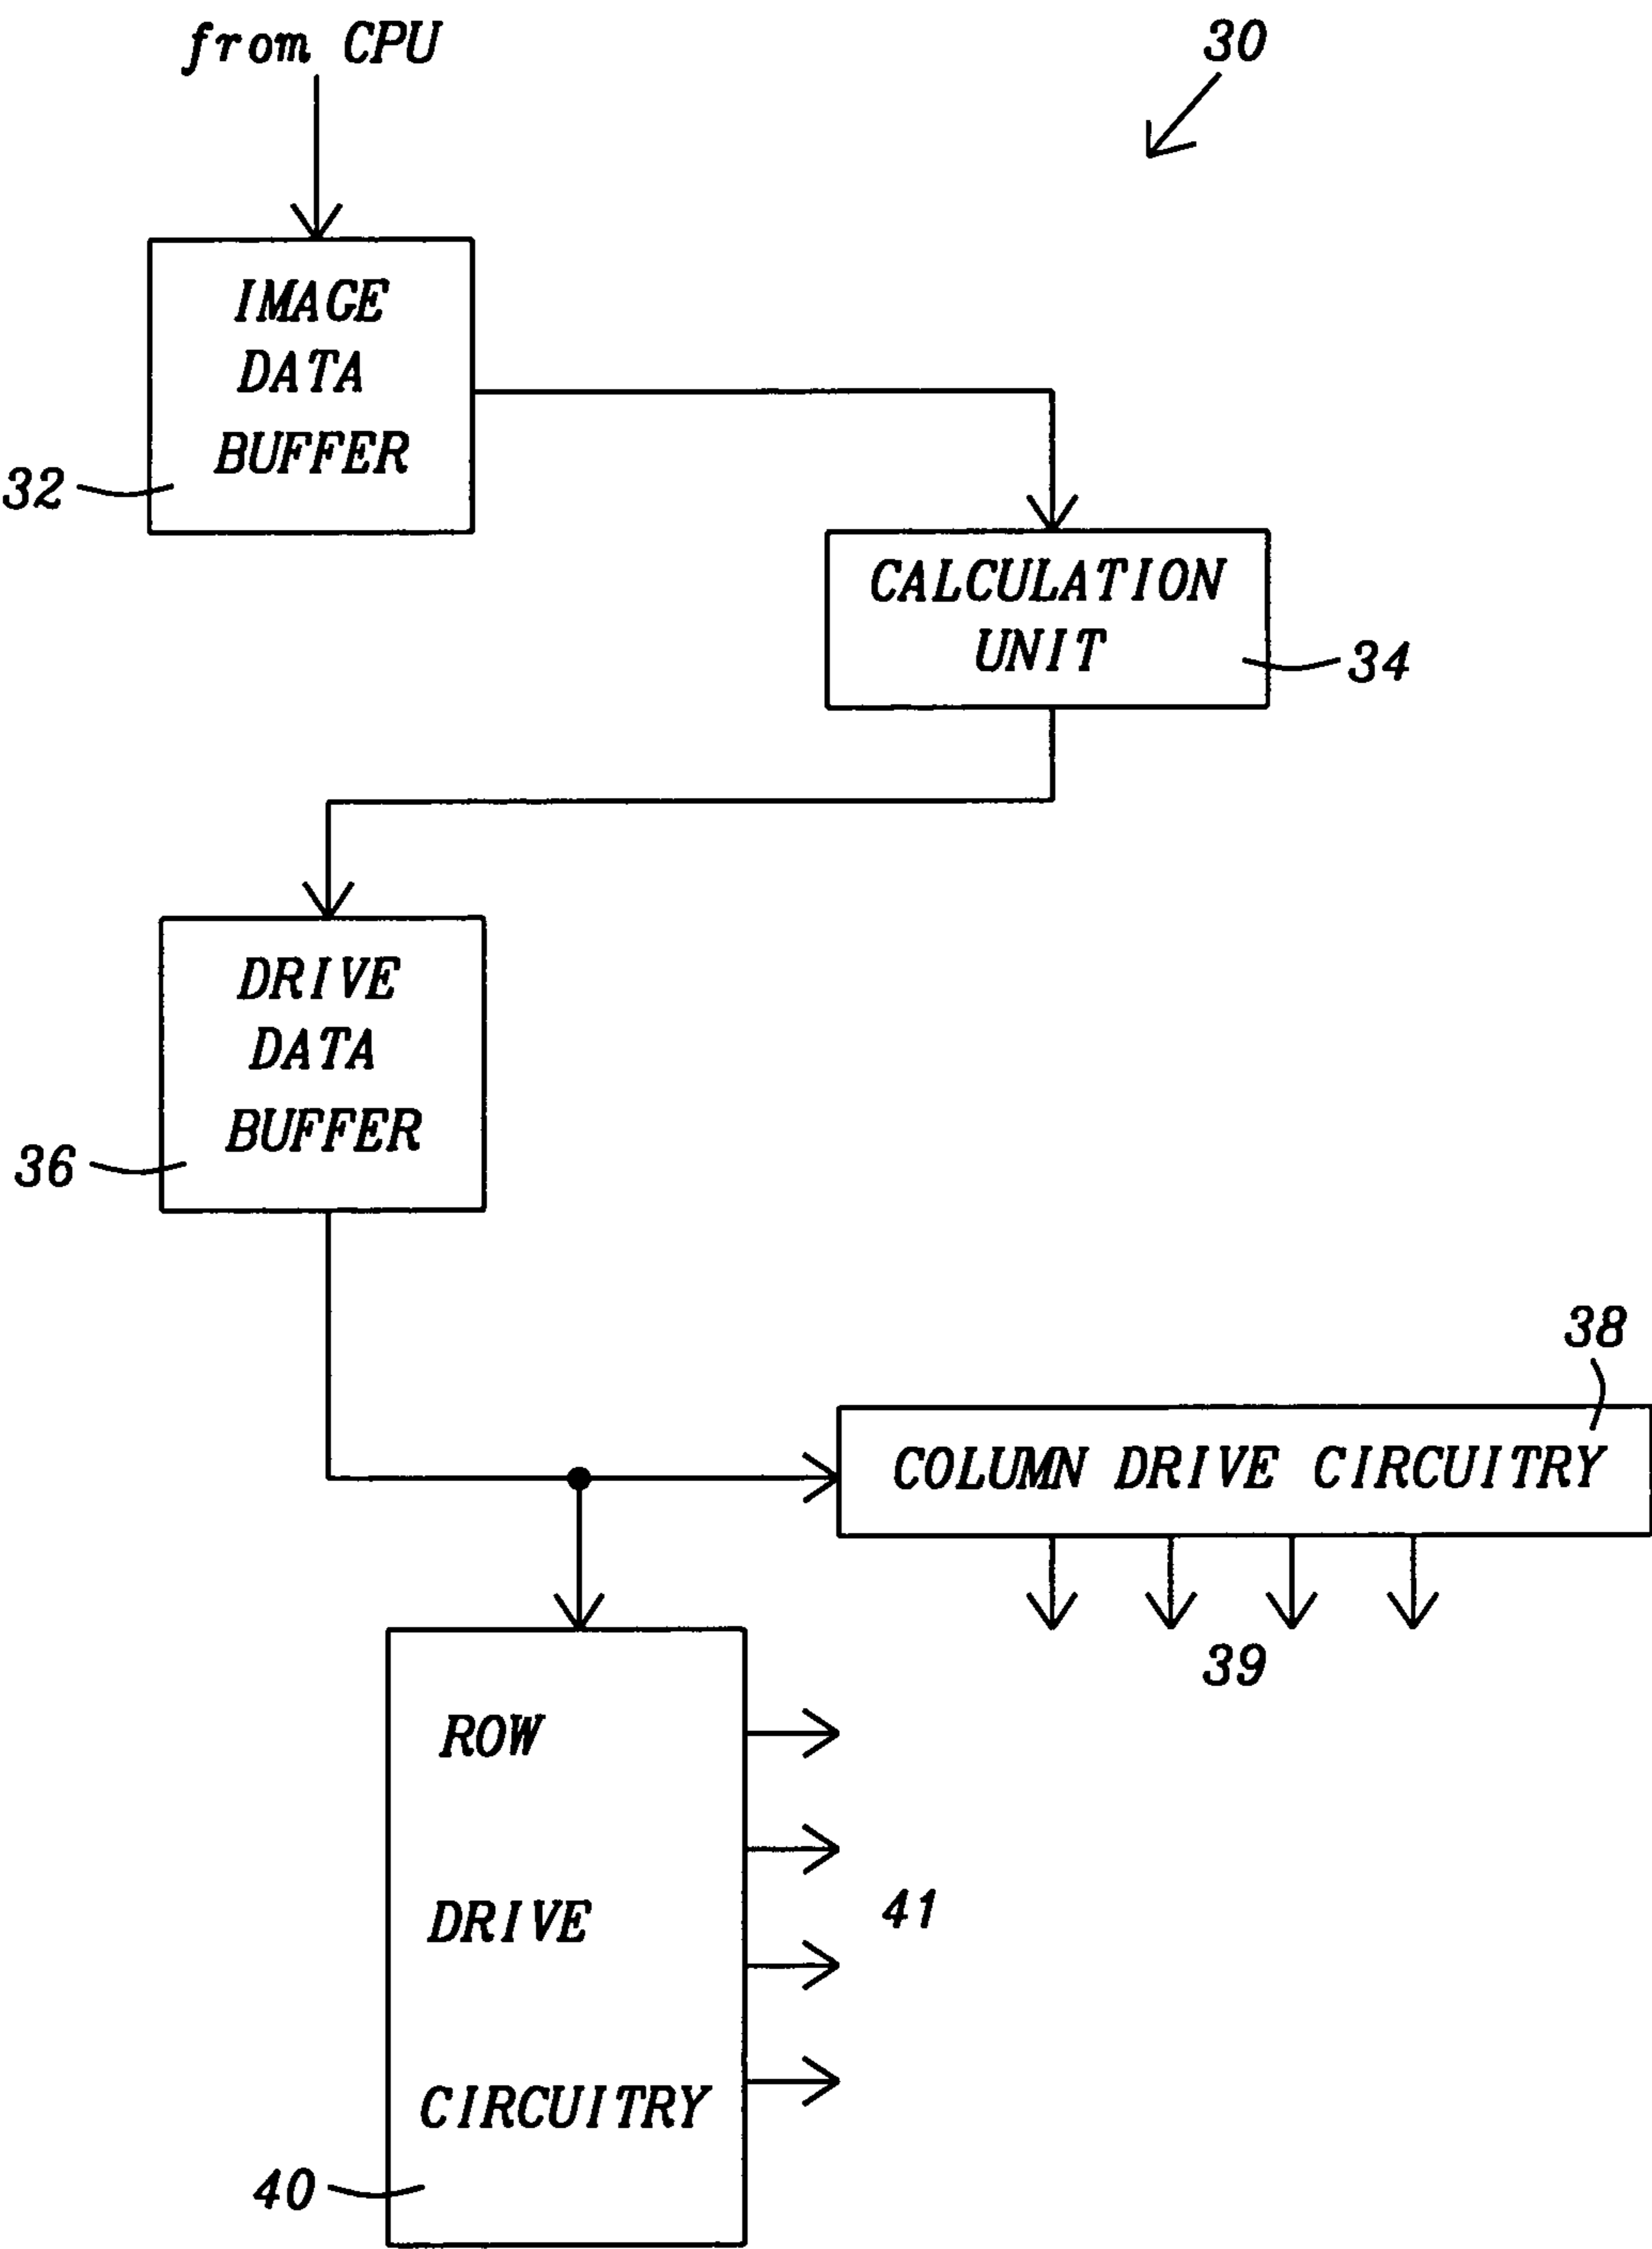 from CPU
30
IMAGE
DATA
BUFFER
32
CALCULATION
UNIT
34
DRIVE
DATA
BUFFER
36
38
COLUMN DRIVE CIRCUITRY
39
ROW
DRIVE
CIRCUITRY
41
40